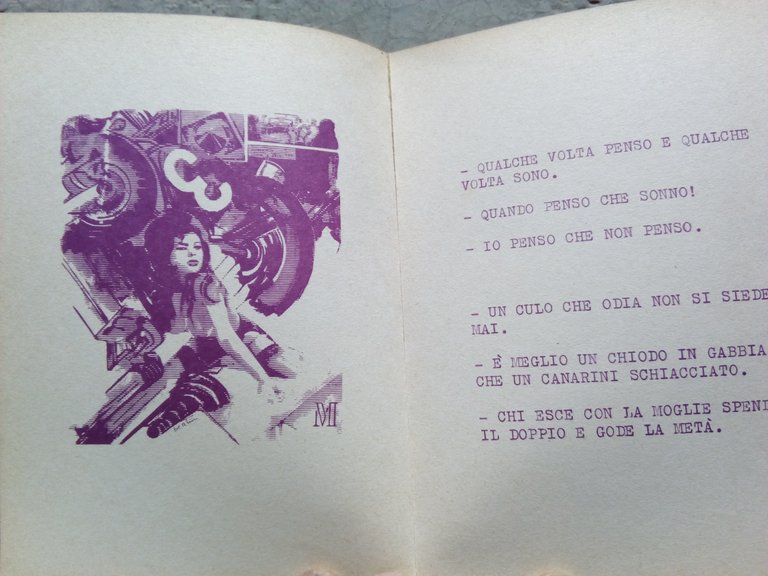 3
M
- QUALCHE VOLTA PENSO E QUALCHE
VOLTA SONO.
- QUANDO PENSO CHE SONNO!
- IO PENSO CHE NON PENSO.
- UN CULO CHE ODIA NON SI SIEDE
MAI.
- È MEGLIO UN CHIODO IN GABBIA
CHE UN CANARINI SCHIACCIATO.
- CHI ESCE CON LA MOGLIE SPEND
IL DOPPIO E GODE LA METÀ.